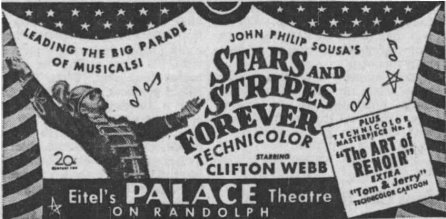 LEADING THE BIG PARADE
OF MUSICALS!
JOHN PHILIP SOUSA'S
STARS AND
STRIPES
FOREVER
TECHNICOLOR
STARRING
CLIFTON WEBB
20th
CENTURY-FOX
PLUS
TECHNICOLOR
MASTERPIECE No. 2
"The ART of
RENOIR"
EXTRA
"Tom & Jerry"
TECHNICOLOR CARTOON
Eitel's PALACE Theatre
ON RANDOLPH